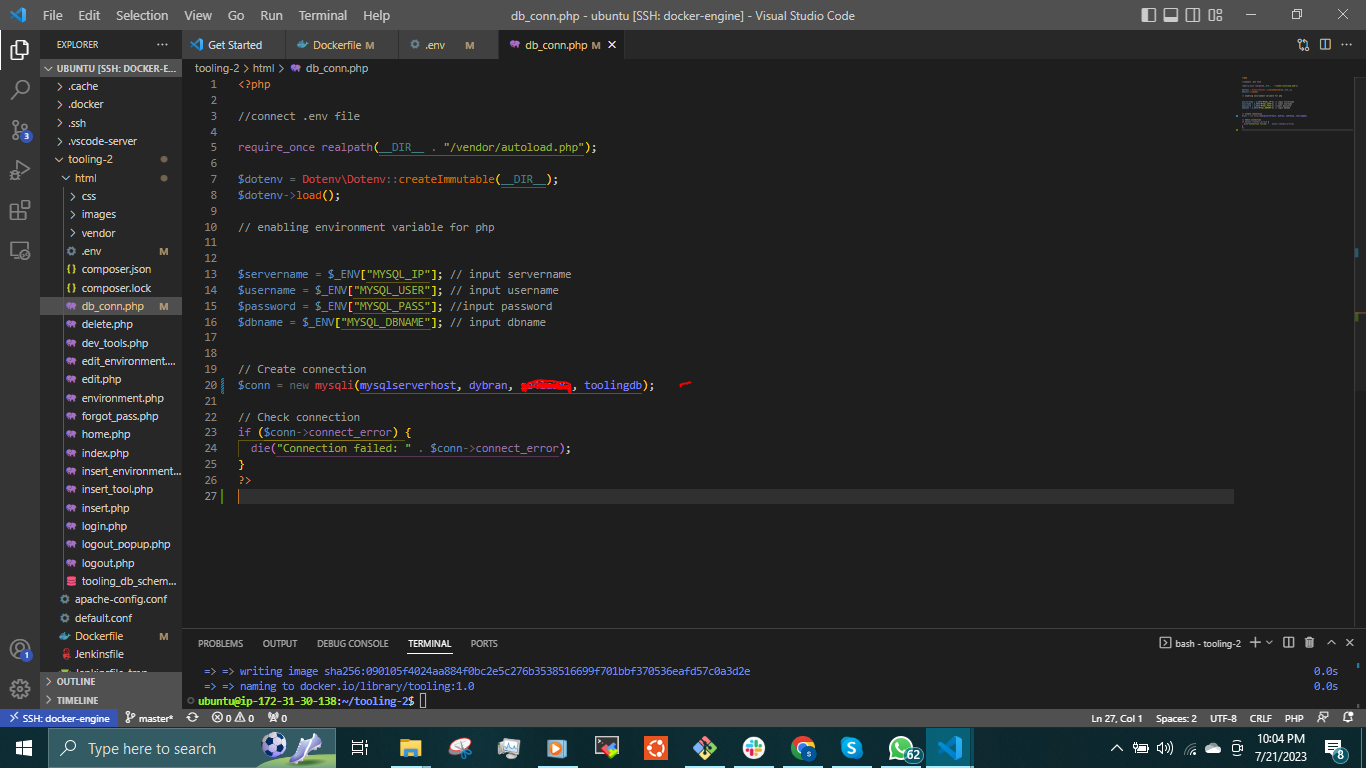 File Edit Selection View Go Run Terminal Help db_conn.php - ubuntu [SSH: docker-engine] - Visual Studio Code
EXPLORER
Get Started
Dockerfile M
.env M
db_conn.php M
UBUNTU [SSH: DOCKER-E...
.cache
.docker
.ssh
.vscode-server
tooling-2
html
css
images
vendor
.env M
composer.json
composer.lock
db_conn.php M
delete.php
dev_tools.php
edit_environment....
edit.php
environment.php
forgot_pass.php
home.php
index.php
insert_environment...
insert_tool.php
insert.php
login.php
logout_popup.php
logout.php
tooling_db_schem...
apache-config.conf
default.conf
Dockerfile M
Jenkinsfile
OUTLINE
TIMELINE
3
1
tooling-2 > html > db_conn.php
1 <?php
2
3 //connect .env file
4
5 require_once realpath(__DIR__ . "/vendor/autoload.php");
6
7 $dotenv = Dotenv\Dotenv::createImmutable(__DIR__);
8 $dotenv->load();
9
10 // enabling environment variable for php
11
12
13 $servername = $_ENV["MYSQL_IP"]; // input servername
14 $username = $_ENV["MYSQL_USER"]; // input username
15 $password = $_ENV["MYSQL_PASS"]; //input password
16 $dbname = $_ENV["MYSQL_DBNAME"]; // input dbname
17
18
19 // Create connection
20 $conn = new mysqli(mysqlserverhost, dybran, , toolingdb);
21
22 // Check connection
23 if ($conn->connect_error) {
24 die("Connection failed: " . $conn->connect_error);
25 }
26 ?>
27
PROBLEMS OUTPUT DEBUG CONSOLE TERMINAL PORTS bash - tooling-2
=> => writing image sha256:090105f4024aa884f0bc2e5c276b3538516699f701bbf370536eafd57c0a3d2e 0.0s
=> => naming to docker.io/library/tooling:1.0 0.0s
ubuntu@ip-172-31-30-138:~/tooling-2$
SSH: docker-engine master* 0 0 0 Ln 27, Col 1 Spaces: 2 UTF-8 CRLF PHP
Type here to search
62
10:04 PM
7/21/2023
8